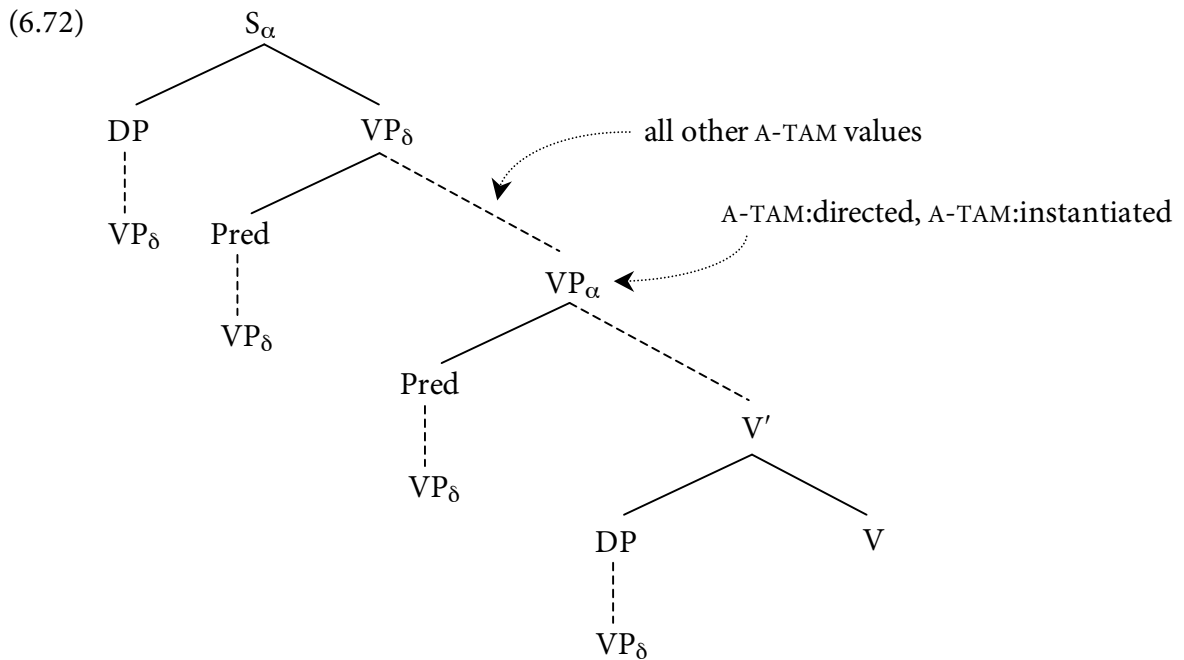 (6.72)
Sα
DP VPδ
all other A-TAM values
VPδ Pred
A-TAM:directed, A-TAM:instantiated
VPα
VPδ
Pred
V′
VPδ
DP V
VPδ